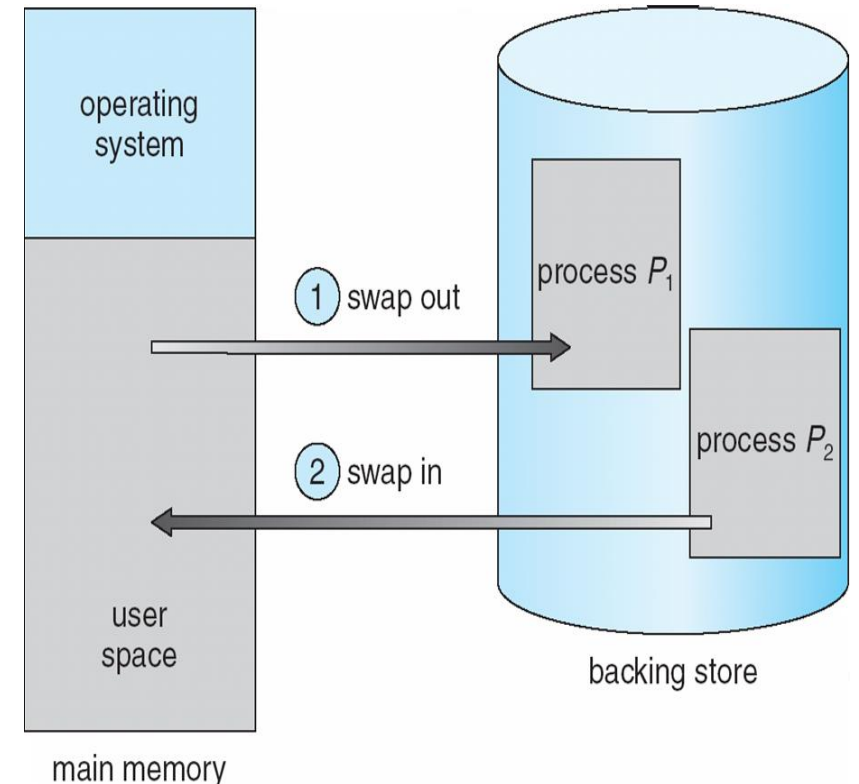 operating
system
process P1
1 swap out
process P2
2 swap in
user
space
backing store
main memory